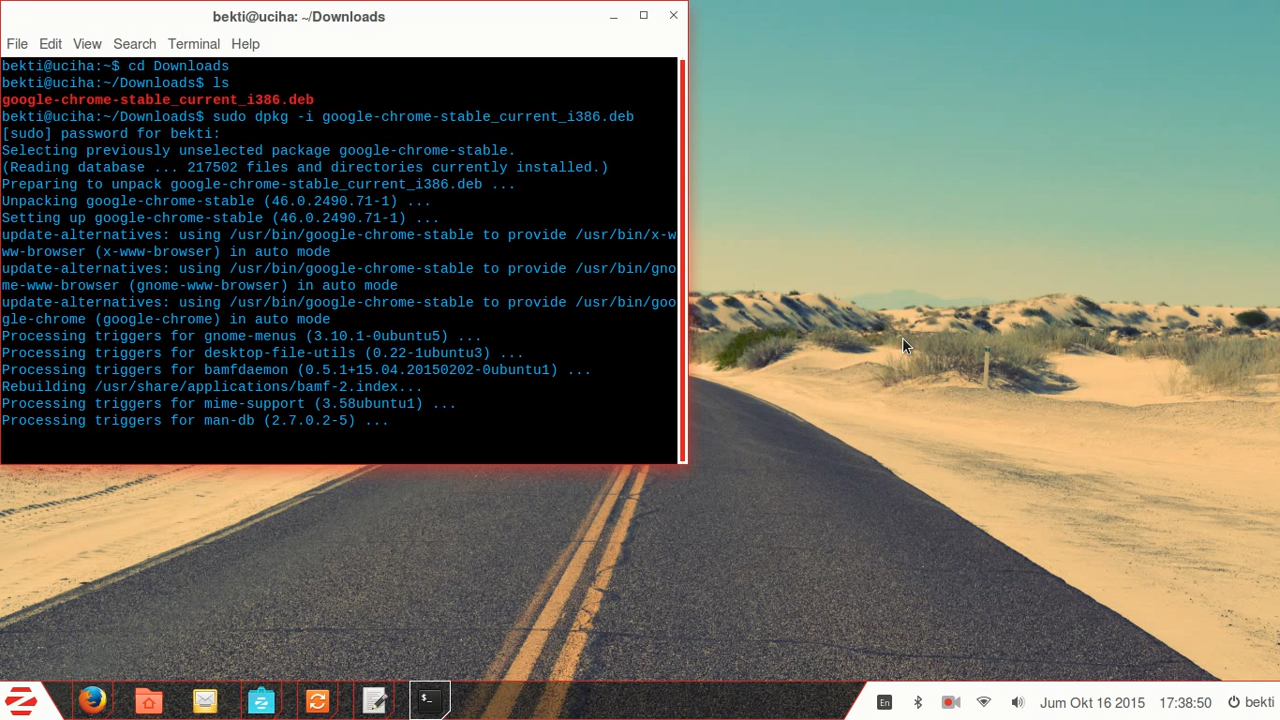 bekti@uciha: ~/Downloads
File Edit View Search Terminal Help
bekti@uciha:~$ cd Downloads
bekti@uciha:~/Downloads$ ls
google-chrome-stable_current_i386.deb
bekti@uciha:~/Downloads$ sudo dpkg -i google-chrome-stable_current_i386.deb
[sudo] password for bekti:
Selecting previously unselected package google-chrome-stable.
(Reading database ... 217502 files and directories currently installed.)
Preparing to unpack google-chrome-stable_current_i386.deb ...
Unpacking google-chrome-stable (46.0.2490.71-1) ...
Setting up google-chrome-stable (46.0.2490.71-1) ...
update-alternatives: using /usr/bin/google-chrome-stable to provide /usr/bin/x-w
ww-browser (x-www-browser) in auto mode
update-alternatives: using /usr/bin/google-chrome-stable to provide /usr/bin/gno
me-www-browser (gnome-www-browser) in auto mode
update-alternatives: using /usr/bin/google-chrome-stable to provide /usr/bin/goo
gle-chrome (google-chrome) in auto mode
Processing triggers for gnome-menus (3.10.1-0ubuntu5) ...
Processing triggers for desktop-file-utils (0.22-1ubuntu3) ...
Processing triggers for bamfdaemon (0.5.1+15.04.20150202-0ubuntu1) ...
Rebuilding /usr/share/applications/bamf-2.index...
Processing triggers for mime-support (3.58ubuntu1) ...
Processing triggers for man-db (2.7.0.2-5) ...
$_
En Jum Okt 16 2015 17:38:50 bekti